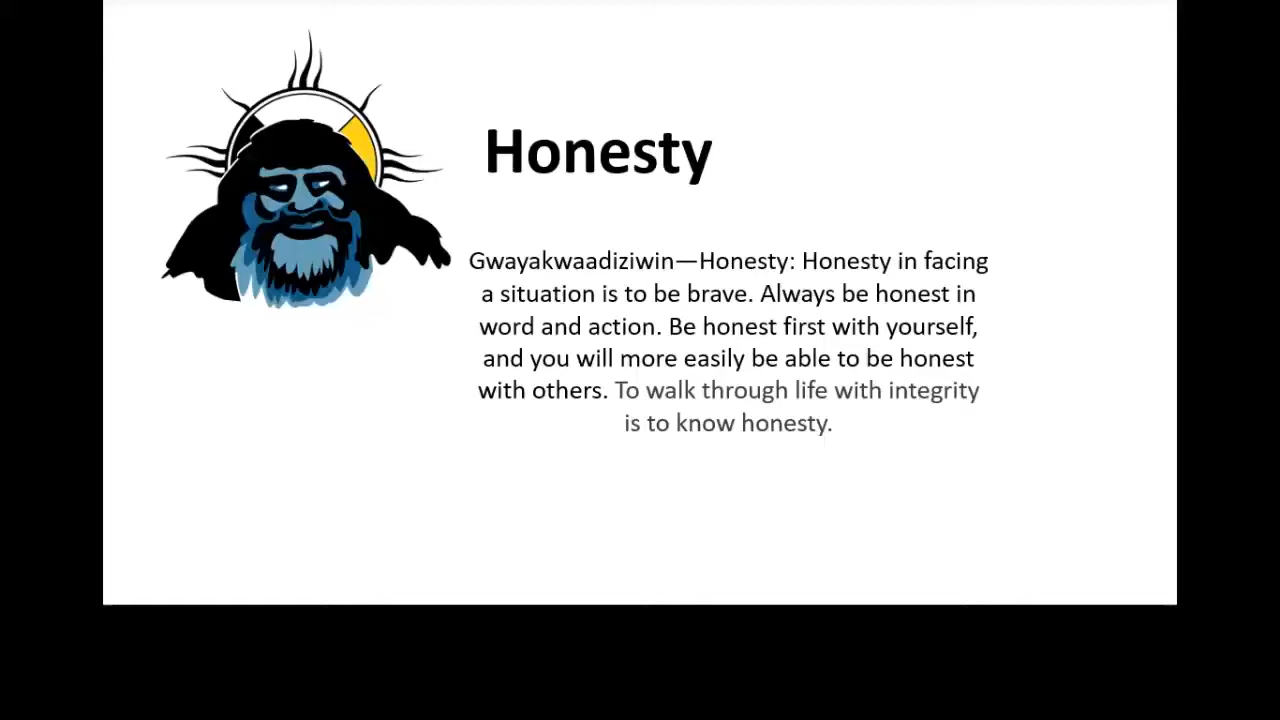 Honesty
Gwayakwaadiziwin—Honesty: Honesty in facing
a situation is to be brave. Always be honest in
word and action. Be honest first with yourself,
and you will more easily be able to be honest
with others. To walk through life with integrity
is to know honesty.